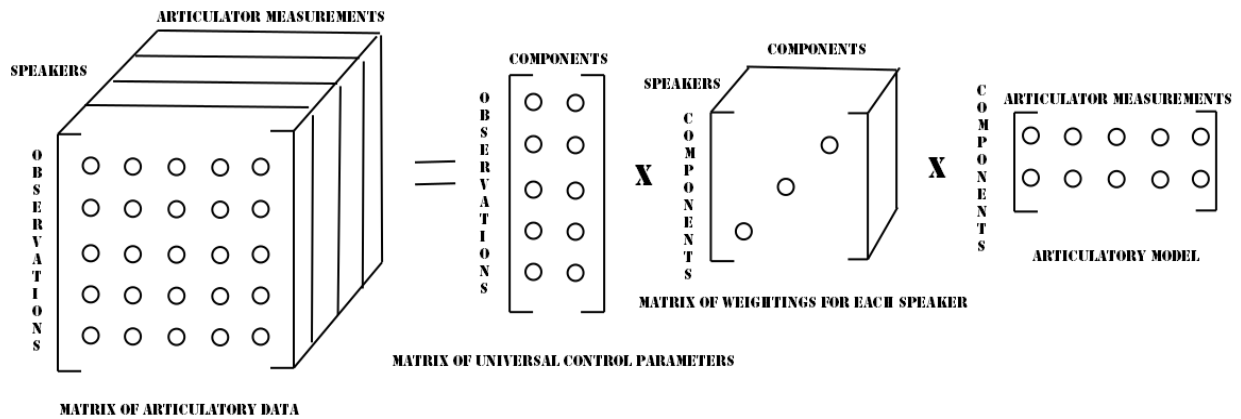 ARTICULATOR MEASUREMENTS
SPEAKERS
OBSERVATIONS
MATRIX OF ARTICULATORY DATA
=
COMPONENTS
OBSERVATIONS
MATRIX OF UNIVERSAL CONTROL PARAMETERS
X
COMPONENTS
SPEAKERS
COMPONENTS
MATRIX OF WEIGHTINGS FOR EACH SPEAKER
X
COMPONENTS
ARTICULATOR MEASUREMENTS
ARTICULATORY MODEL